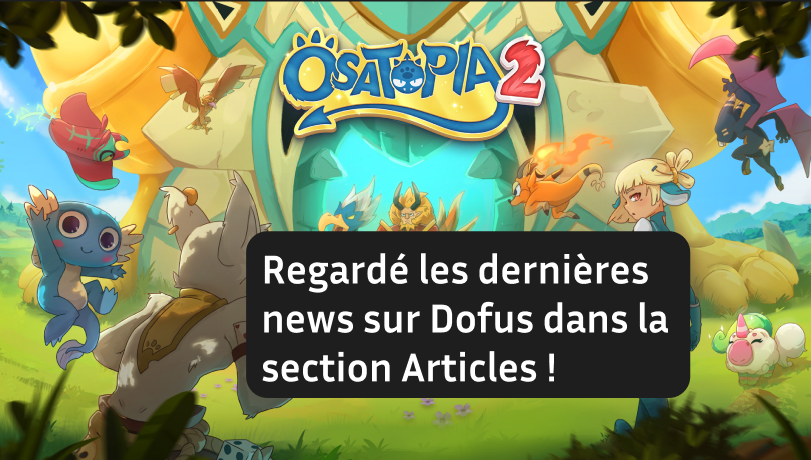 OSATOPIA 2
Regardé les dernières
news sur Dofus dans la
section Articles !